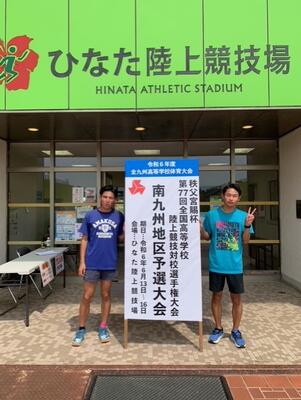 ひなた陸上競技場
HINATA ATHLETIC STADIUM
令和６年度
全九州高等学校体育大会
秩父宮賜杯
第77回全国高等学校
陸上競技対校選手権大会
南九州地区予選大会
期日…令和６年６月13日~16日
会場…ひなた陸上競技場